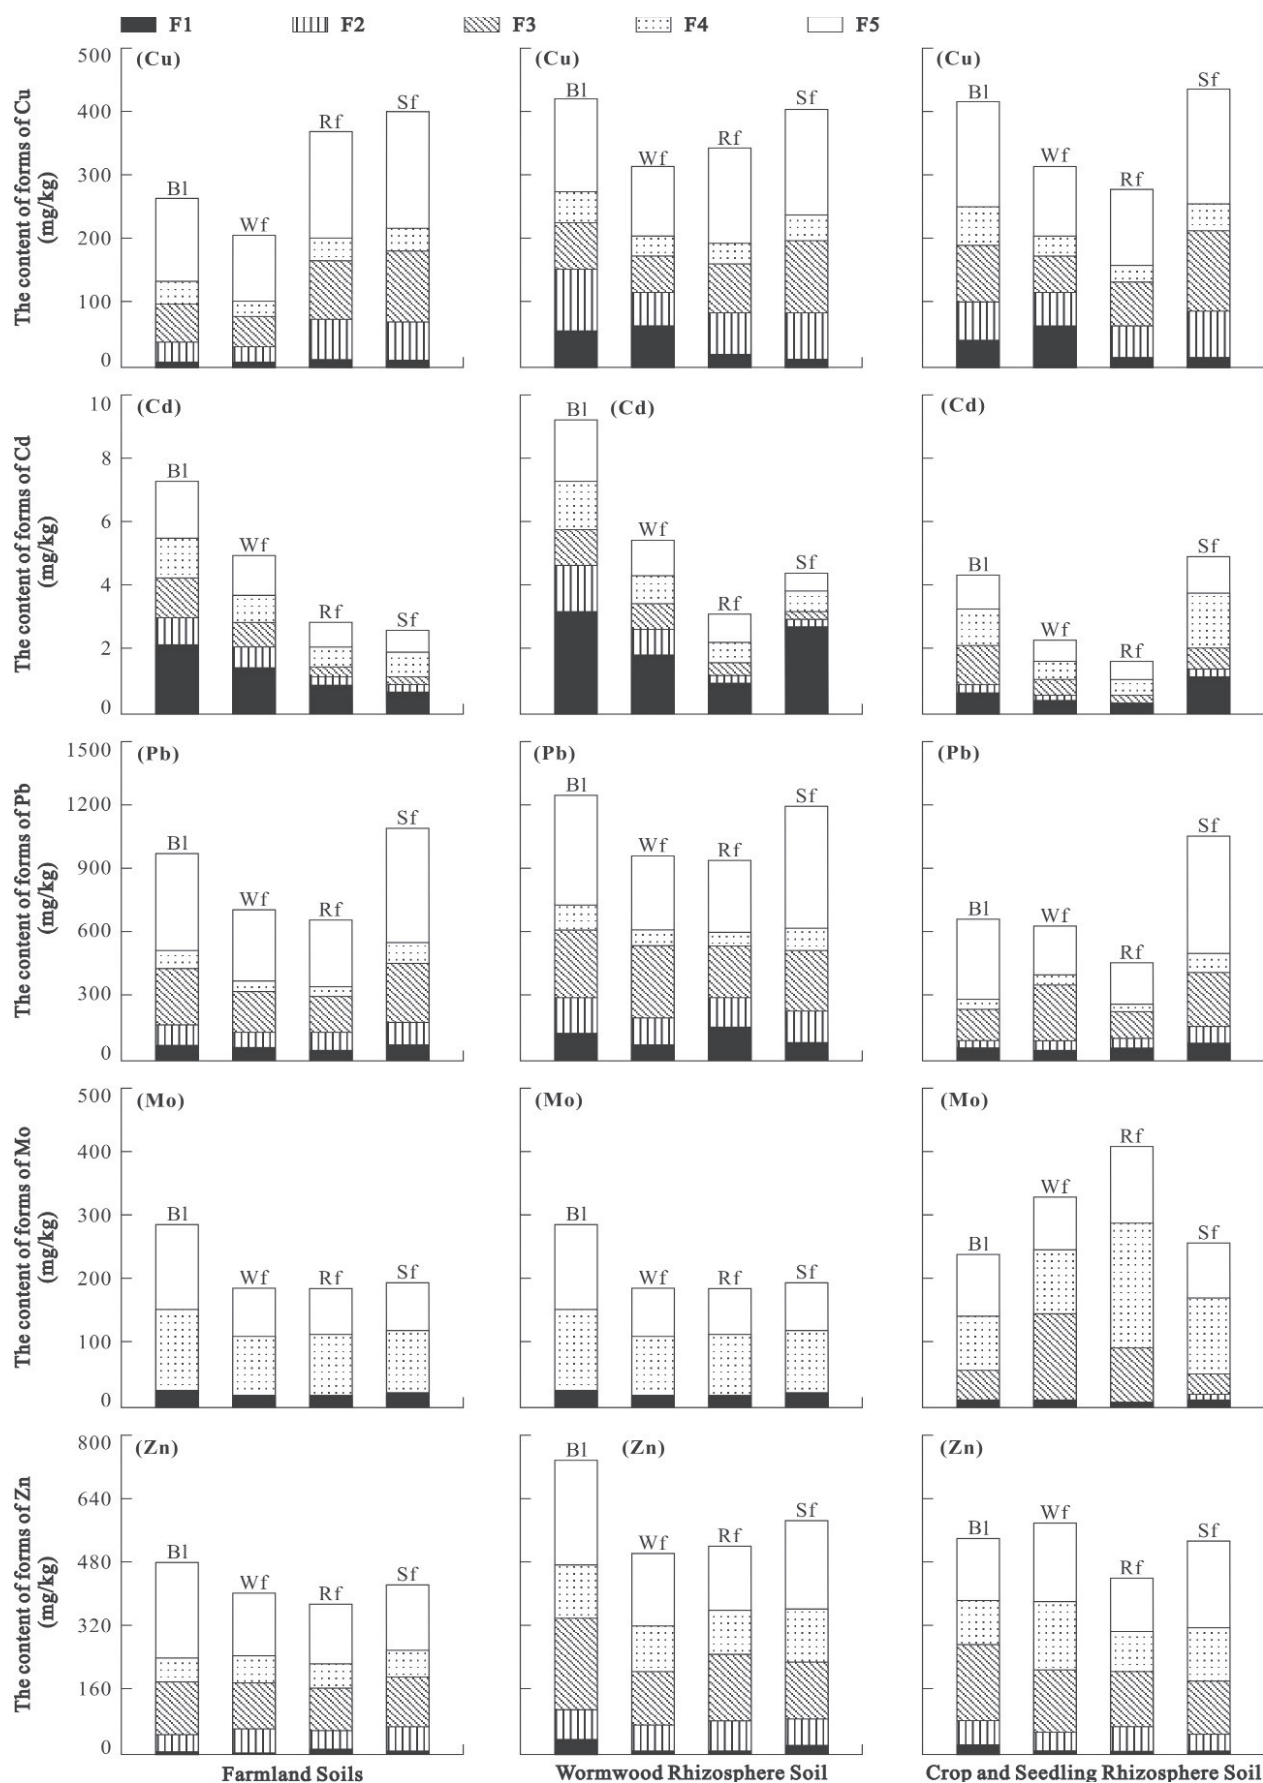 F1 F2 F3 F4 F5
The content of forms of Cu
(mg/kg)
500
400
300
200
100
0
(Cu)
Bl Wf Rf Sf
(Cu)
Bl Wf Rf Sf
(Cu)
Bl Wf Rf Sf
The content of forms of Cd
(mg/kg)
10
8
6
4
2
0
(Cd)
Bl Wf Rf Sf
(Cd)
Bl Wf Rf Sf
(Cd)
Bl Wf Rf Sf
The content of forms of Pb
(mg/kg)
1500
1200
900
600
300
0
(Pb)
Bl Wf Rf Sf
(Pb)
Bl Wf Rf Sf
(Pb)
Bl Wf Rf Sf
The content of forms of Mo
(mg/kg)
500
400
300
200
100
0
(Mo)
Bl Wf Rf Sf
(Mo)
Bl Wf Rf Sf
(Mo)
Bl Wf Rf Sf
The content of forms of Zn
(mg/kg)
800
640
480
320
160
0
(Zn)
Bl Wf Rf Sf
(Zn)
Bl Wf Rf Sf
(Zn)
Bl Wf Rf Sf
Farmland Soils
Wormwood Rhizosphere Soil
Crop and Seedling Rhizosphere Soil